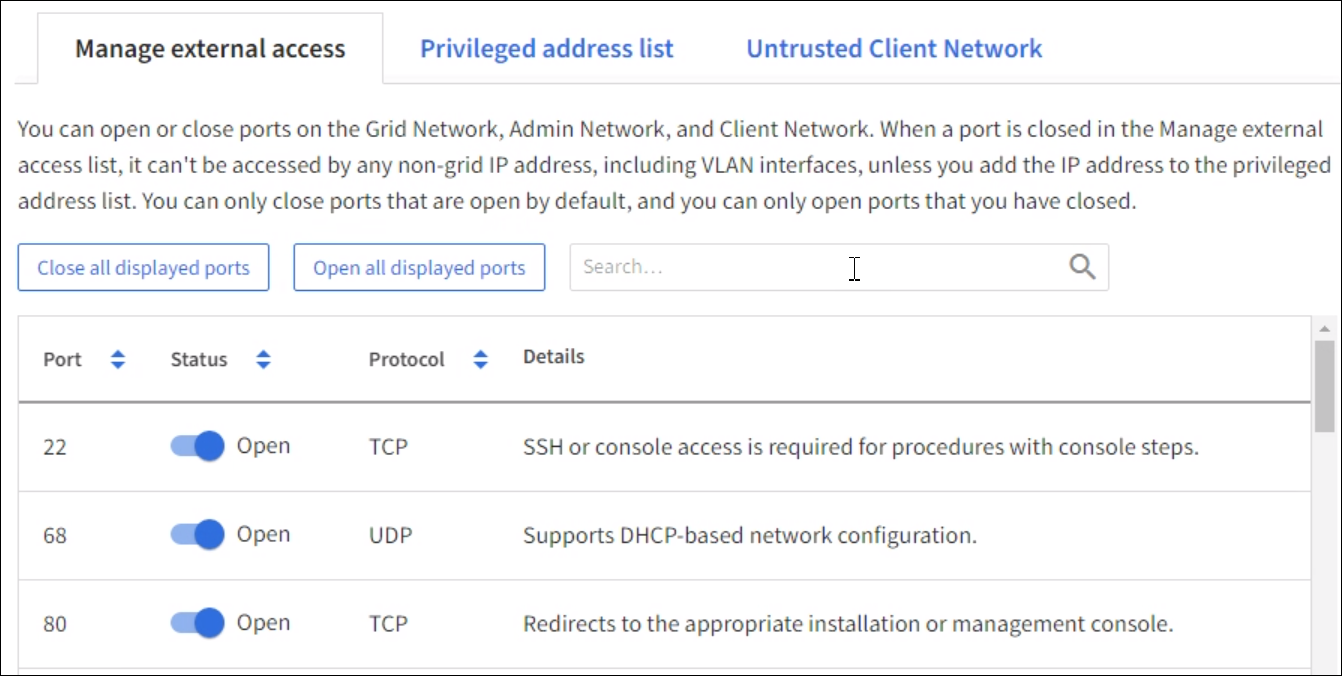 Manage external access
Privileged address list
Untrusted Client Network
You can open or close ports on the Grid Network, Admin Network, and Client Network. When a port is closed in the Manage external
access list, it can't be accessed by any non-grid IP address, including VLAN interfaces, unless you add the IP address to the privileged
address list. You can only close ports that are open by default, and you can only open ports that you have closed.
Close all displayed ports
Open all displayed ports
Search...
Port Status Protocol Details
22 Open TCP SSH or console access is required for procedures with console steps.
68 Open UDP Supports DHCP-based network configuration.
80 Open TCP Redirects to the appropriate installation or management console.